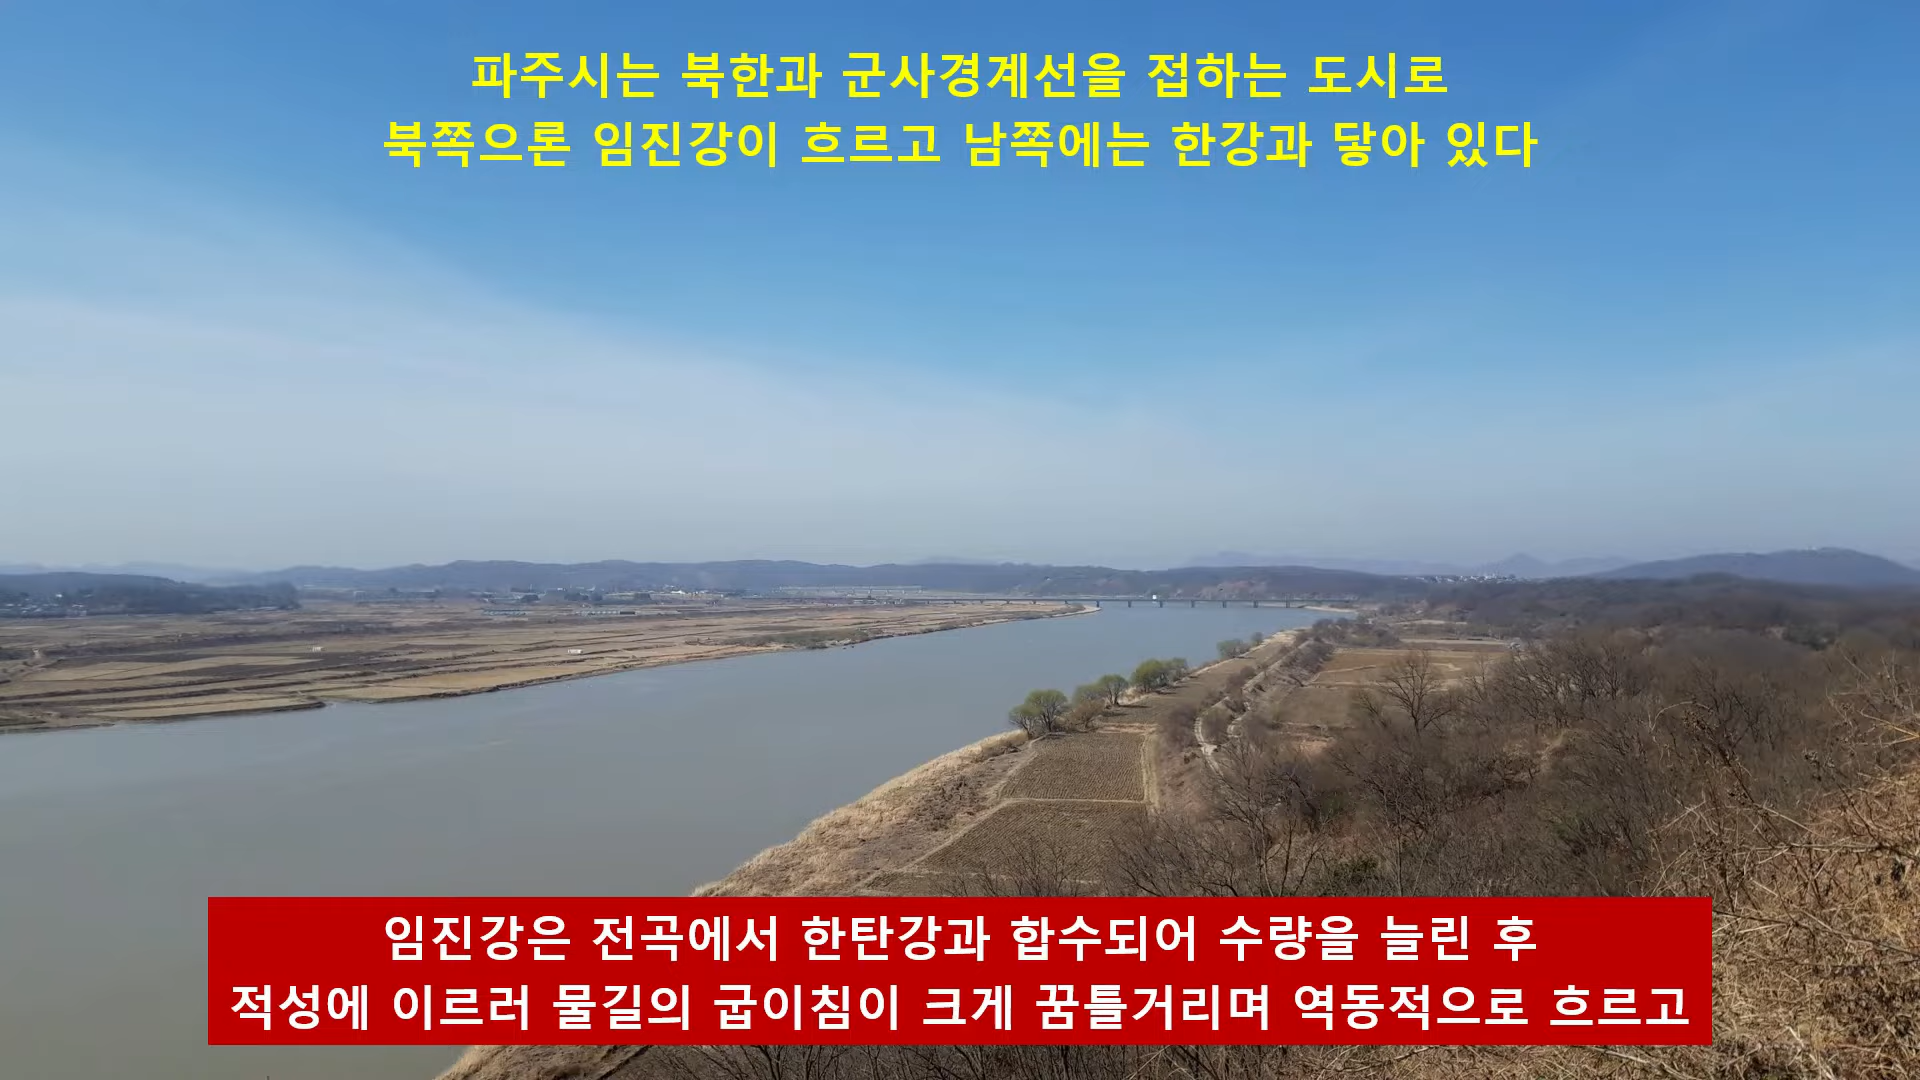 파주시는 북한과 군사경계선을 접하는 도시로
북쪽으론 임진강이 흐르고 남쪽에는 한강과 닿아 있다
임진강은 전곡에서 한탄강과 합수되어 수량을 늘린 후
적성에 이르러 물길의 굽이침이 크게 꿈틀거리며 역동적으로 흐르고